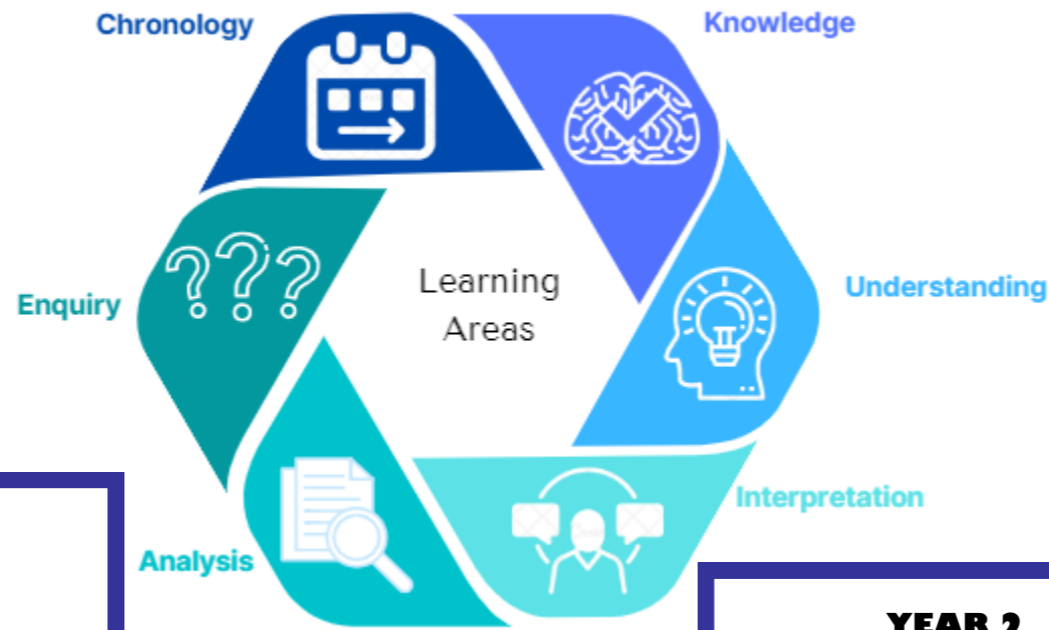 Chronology
Knowledge
Enquiry
Learning
Areas
Understanding
Analysis
Interpretation
YEAR 2